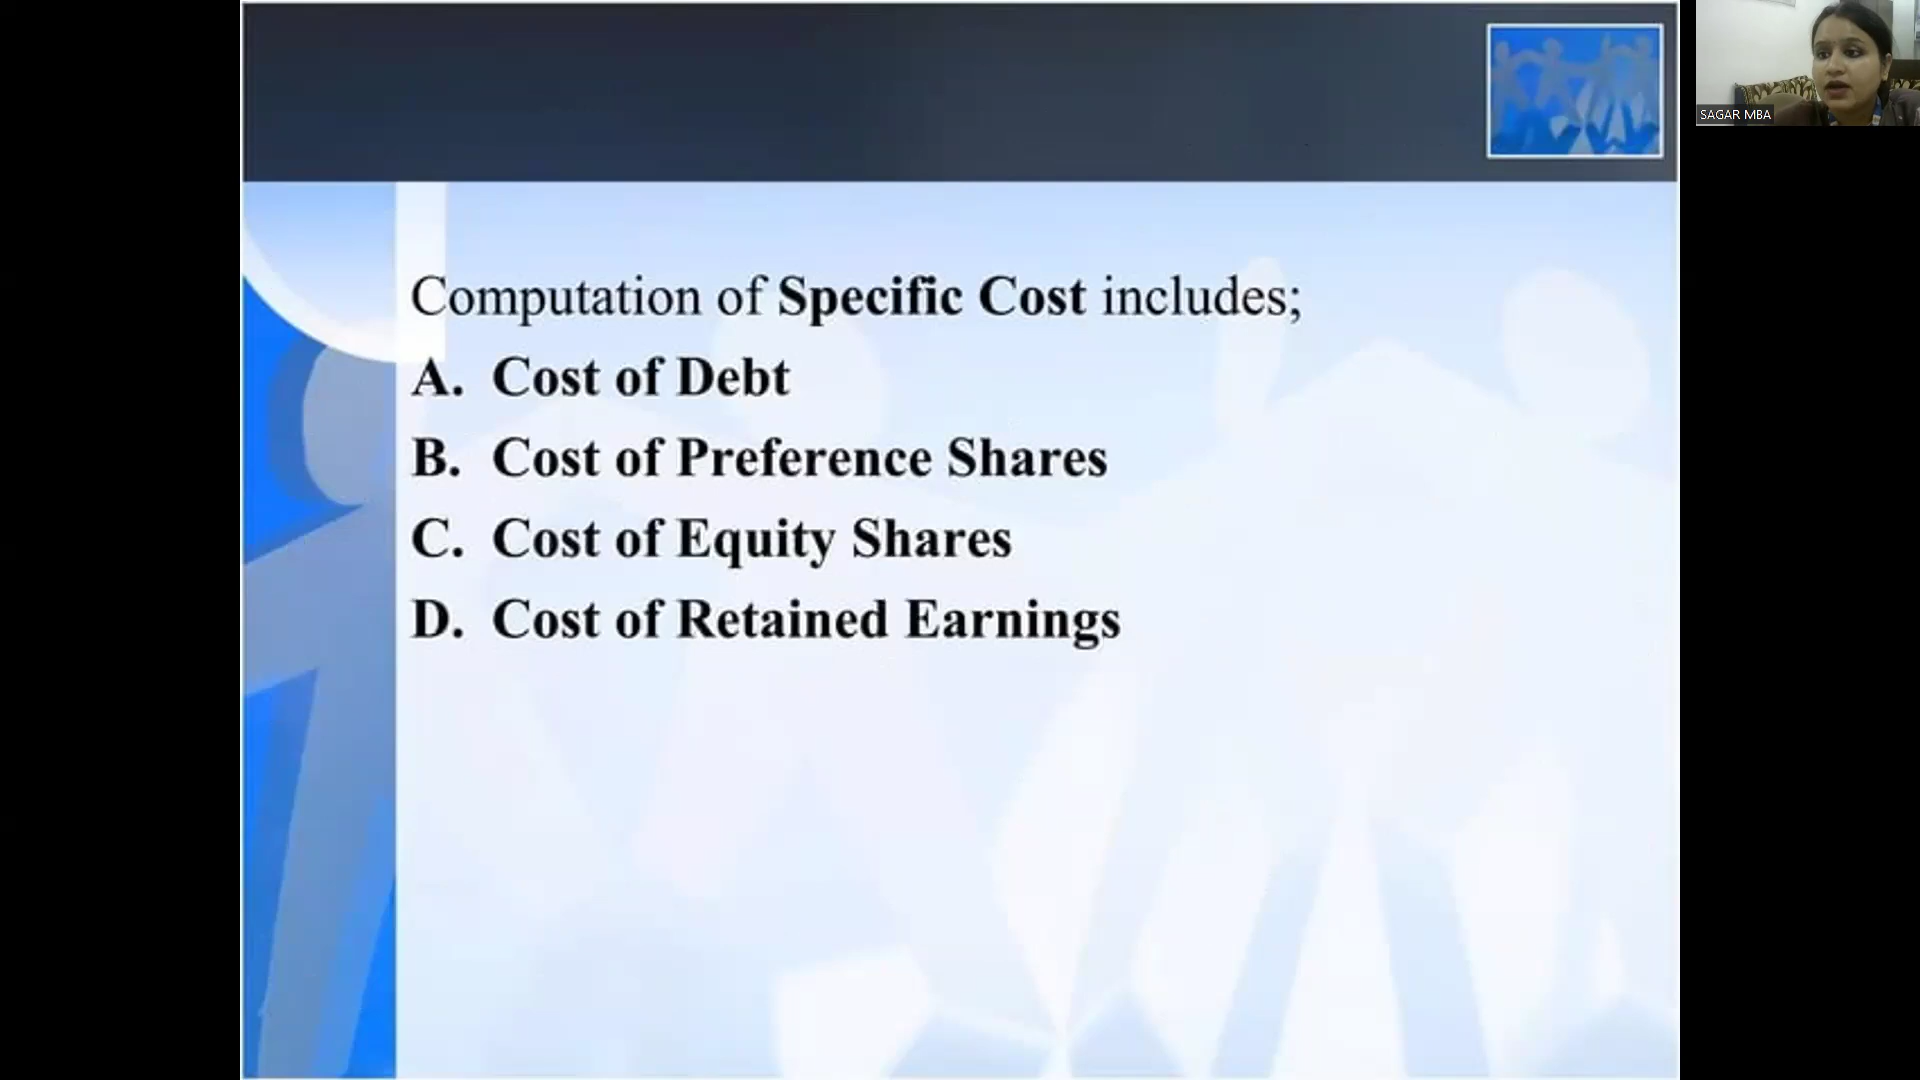 Computation of Specific Cost includes;
A. Cost of Debt
B. Cost of Preference Shares
C. Cost of Equity Shares
D. Cost of Retained Earnings
SAGAR MBA